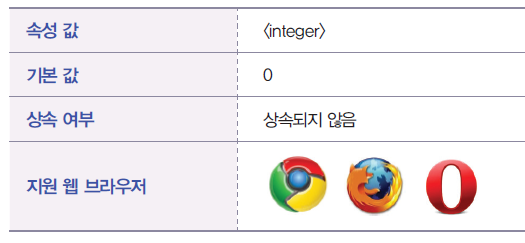 속성 값 〈integer〉
기본 값 0
상속 여부 상속되지 않음
지원 웹 브라우저